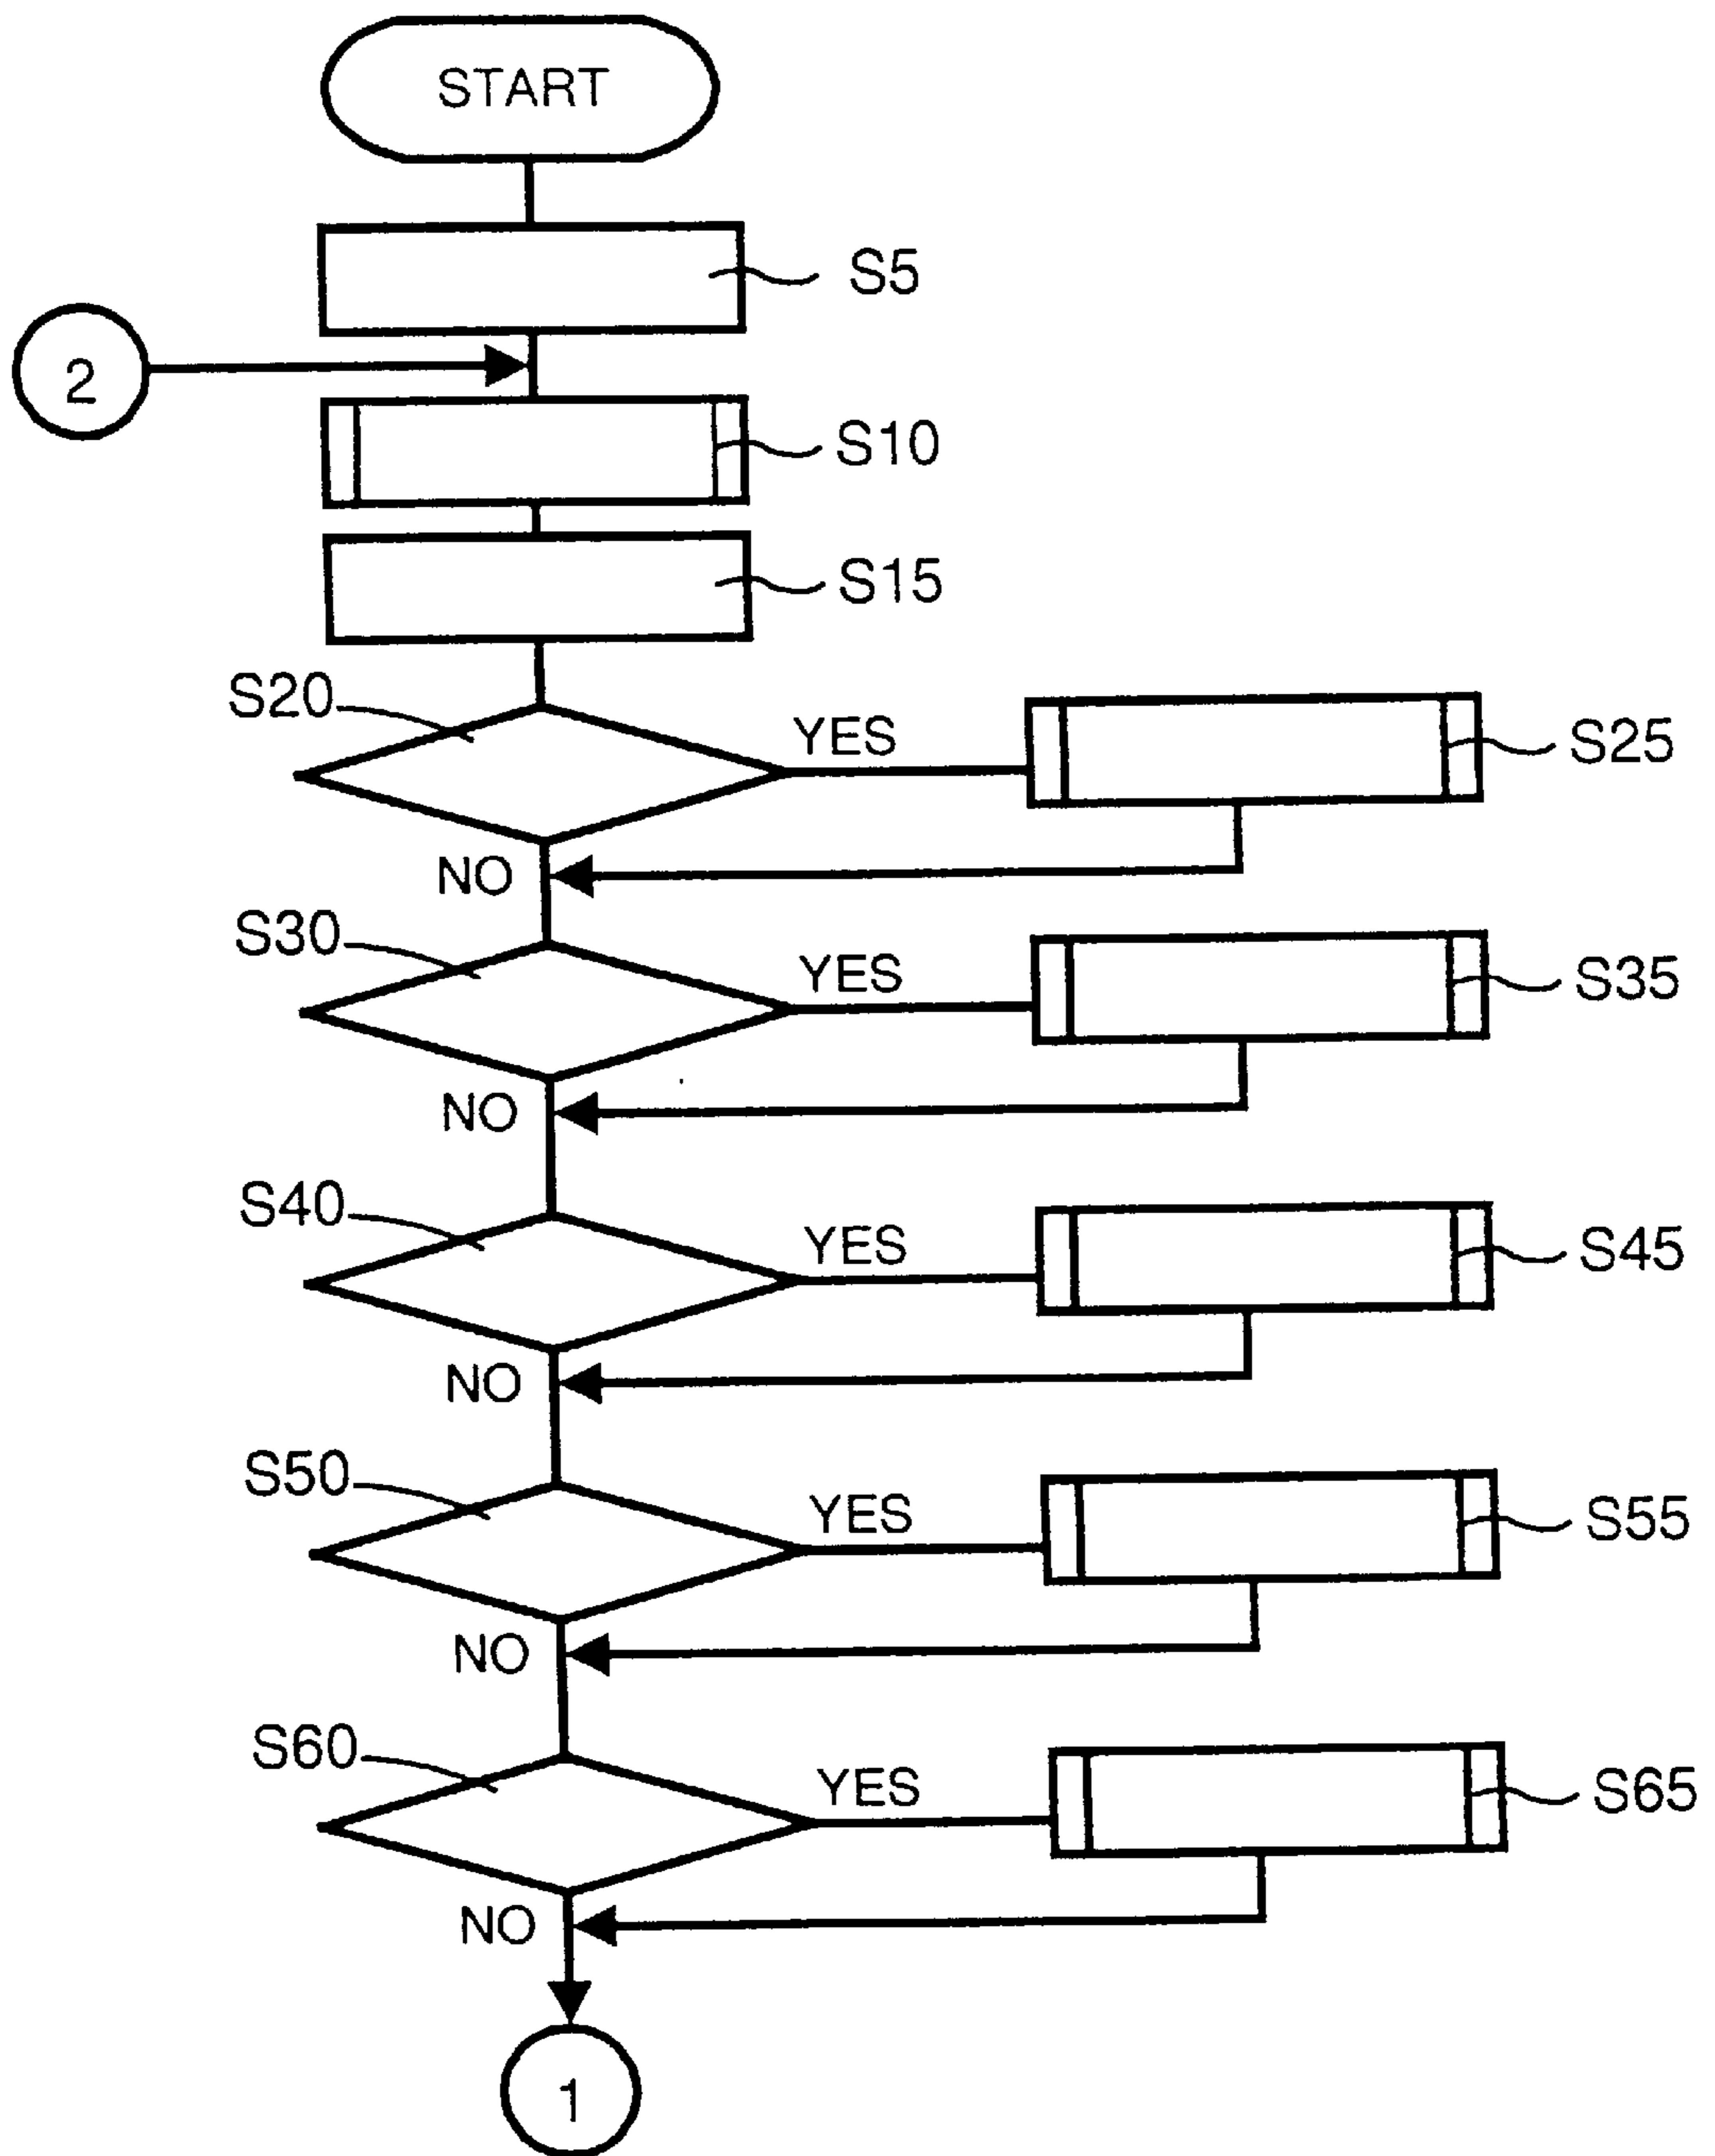 START
S5
2
S10
S15
S20
YES
S25
NO
S30
YES
S35
NO
S40
YES
S45
NO
S50
YES
S55
NO
S60
YES
S65
NO
1